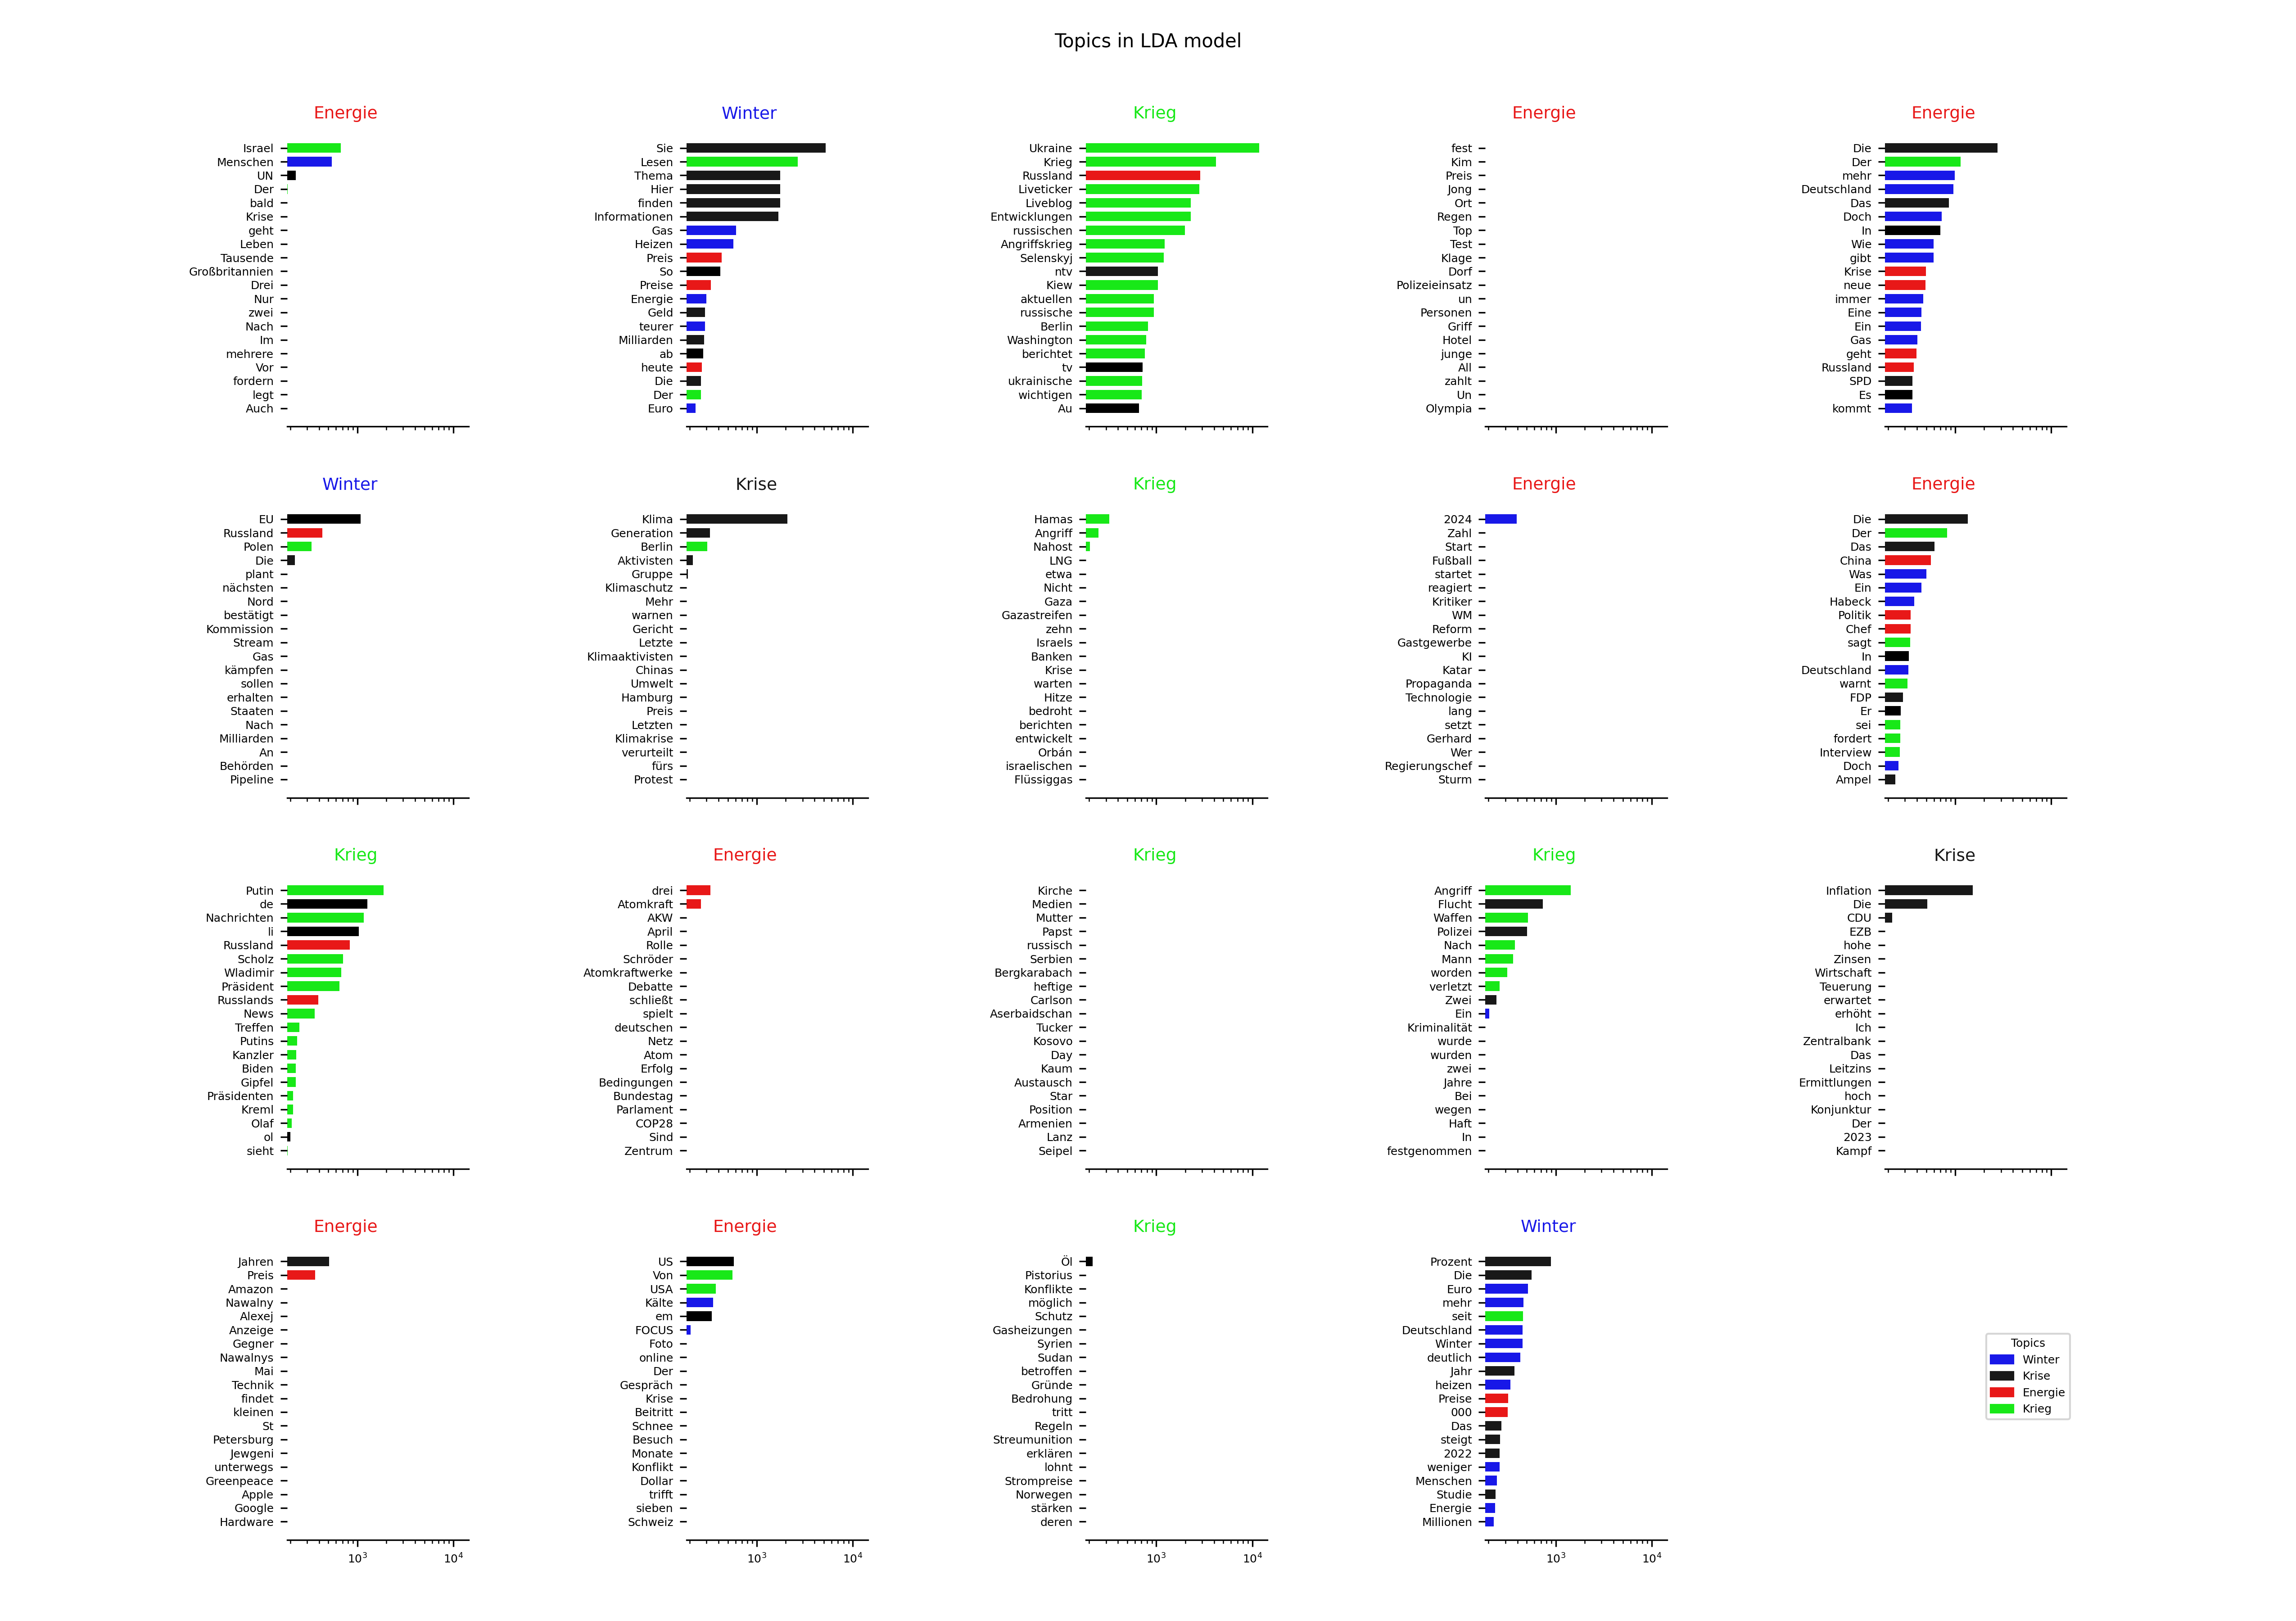 Topics in LDA model
Energie
Israel
Menschen
UN
Der
bald
Krise
geht
Leben
Tausende
Großbritannien
Drei
Nur
zwei
Nach
Im
mehrere
Vor
fordern
legt
Auch
Winter
Sie
Lesen
Thema
Hier
finden
Informationen
Gas
Heizen
Preis
So
Preise
Energie
Geld
teurer
Milliarden
ab
heute
Die
Der
Euro
Krieg
Ukraine
Krieg
Russland
Liveticker
Liveblog
Entwicklungen
russischen
Angriffskrieg
Selenskyj
ntv
Kiew
aktuellen
russische
Berlin
Washington
berichtet
tv
ukrainische
wichtigen
Au
Energie
fest
Kim
Preis
Jong
Ort
Regen
Top
Test
Klage
Dorf
Polizeieinsatz
un
Personen
Griff
Hotel
junge
All
zahlt
Un
Olympia
Energie
Die
Der
mehr
Deutschland
Das
Doch
In
Wie
gibt
Krise
neue
immer
Eine
Ein
Gas
geht
Russland
SPD
Es
kommt
Winter
EU
Russland
Polen
Die
plant
nächsten
Nord
bestätigt
Kommission
Stream
Gas
kämpfen
sollen
erhalten
Staaten
Nach
Milliarden
An
Behörden
Pipeline
Krise
Klima
Generation
Berlin
Aktivisten
Gruppe
Klimaschutz
Mehr
warnen
Gericht
Letzte
Klimaaktivisten
Chinas
Umwelt
Hamburg
Preis
Letzten
Klimakrise
verurteilt
fürs
Protest
Krieg
Hamas
Angriff
Nahost
LNG
etwa
Nicht
Gaza
Gazastreifen
zehn
Israels
Banken
Krise
warten
Hitze
bedroht
berichten
entwickelt
Orbán
israelischen
Flüssiggas
Energie
2024
Zahl
Start
Fußball
startet
reagiert
Kritiker
WM
Reform
Gastgewerbe
KI
Katar
Propaganda
Technologie
lang
setzt
Gerhard
Wer
Regierungschef
Sturm
Energie
Die
Der
Das
China
Was
Ein
Habeck
Politik
Chef
sagt
In
Deutschland
warnt
FDP
Er
sei
fordert
Interview
Doch
Ampel
Krieg
Putin
de
Nachrichten
li
Russland
Scholz
Wladimir
Präsident
Russlands
News
Treffen
Putins
Kanzler
Biden
Gipfel
Präsidenten
Kreml
Olaf
ol
sieht
Energie
drei
Atomkraft
AKW
April
Rolle
Schröder
Atomkraftwerke
Debatte
schließt
spielt
deutschen
Netz
Atom
Erfolg
Bedingungen
Bundestag
Parlament
COP28
Sind
Zentrum
Krieg
Kirche
Medien
Mutter
Papst
russisch
Serbien
Bergkarabach
heftige
Carlson
Aserbaidschan
Tucker
Kosovo
Day
Kaum
Austausch
Star
Position
Armenien
Lanz
Seipel
Krieg
Angriff
Flucht
Waffen
Polizei
Nach
Mann
worden
verletzt
Zwei
Ein
Kriminalität
wurde
wurden
zwei
Jahre
Bei
wegen
Haft
In
festgenommen
Krise
Inflation
Die
CDU
EZB
hohe
Zinsen
Wirtschaft
Teuerung
erwartet
erhöht
Ich
Zentralbank
Das
Leitzins
Ermittlungen
hoch
Konjunktur
Der
2023
Kampf
Energie
Jahren
Preis
Amazon
Nawalny
Alexej
Anzeige
Gegner
Nawalnys
Mai
Technik
findet
kleinen
St
Petersburg
Jewgeni
unterwegs
Greenpeace
Apple
Google
Hardware
10³ 10⁴
Energie
US
Von
USA
Kälte
em
FOCUS
Foto
online
Der
Gespräch
Krise
Beitritt
Schnee
Besuch
Monate
Konflikt
Dollar
trifft
sieben
Schweiz
10³ 10⁴
Krieg
Öl
Pistorius
Konflikte
möglich
Schutz
Gasheizungen
Syrien
Sudan
betroffen
Gründe
Bedrohung
tritt
Regeln
Streumunition
erklären
lohnt
Strompreise
Norwegen
stärken
deren
10³ 10⁴
Winter
Prozent
Die
Euro
mehr
seit
Deutschland
Winter
deutlich
Jahr
heizen
Preise
000
Das
steigt
2022
weniger
Menschen
Studie
Energie
Millionen
10³ 10⁴
Topics
Winter
Krise
Energie
Krieg